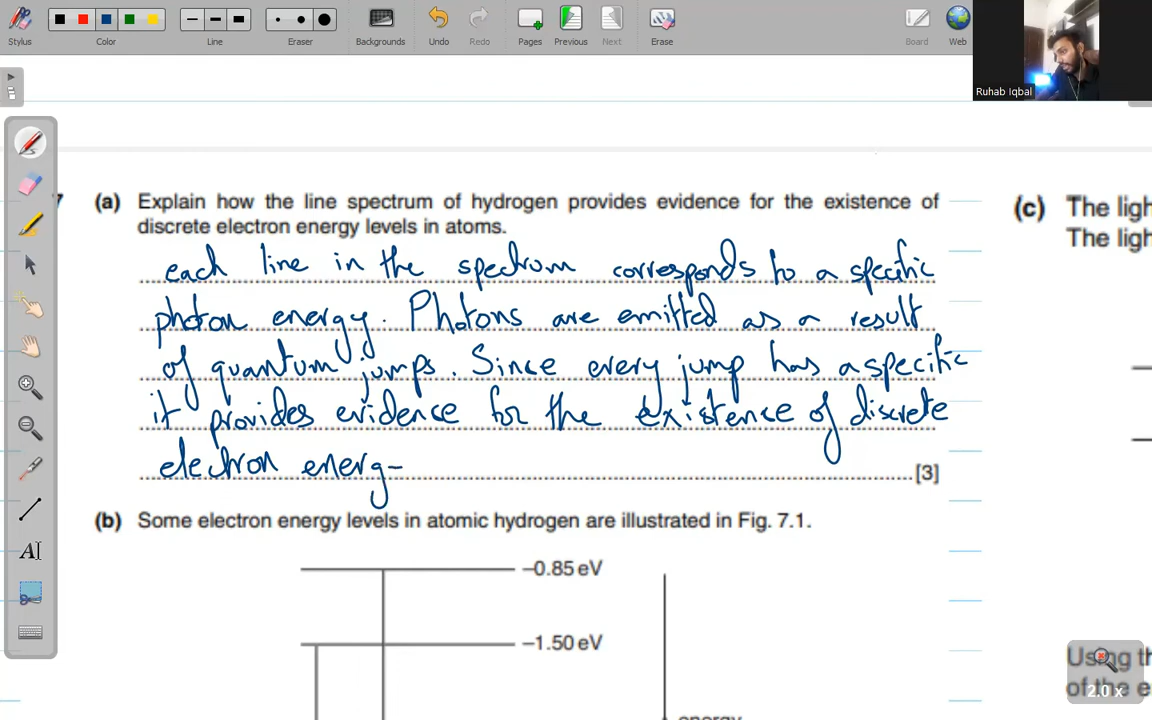 Stylus
Color
Line
Eraser
Backgrounds
Undo
Redo
Pages
Previous
Next
Erase
Board
Web
Ruhab Iqbal
7 (a) Explain how the line spectrum of hydrogen provides evidence for the existence of
discrete electron energy levels in atoms.
each line in the spectrum corresponds to a specific
photon energy. Photons are emitted as a result
of quantum jumps. Since every jump has a specific
it provides evidence for the existence of discrete
electron energ
[3]
(b) Some electron energy levels in atomic hydrogen are illustrated in Fig. 7.1.
–0.85 eV
–1.50 eV
energy
(c) The ligh
The ligh
Using th
of the e
2.0 x
AI